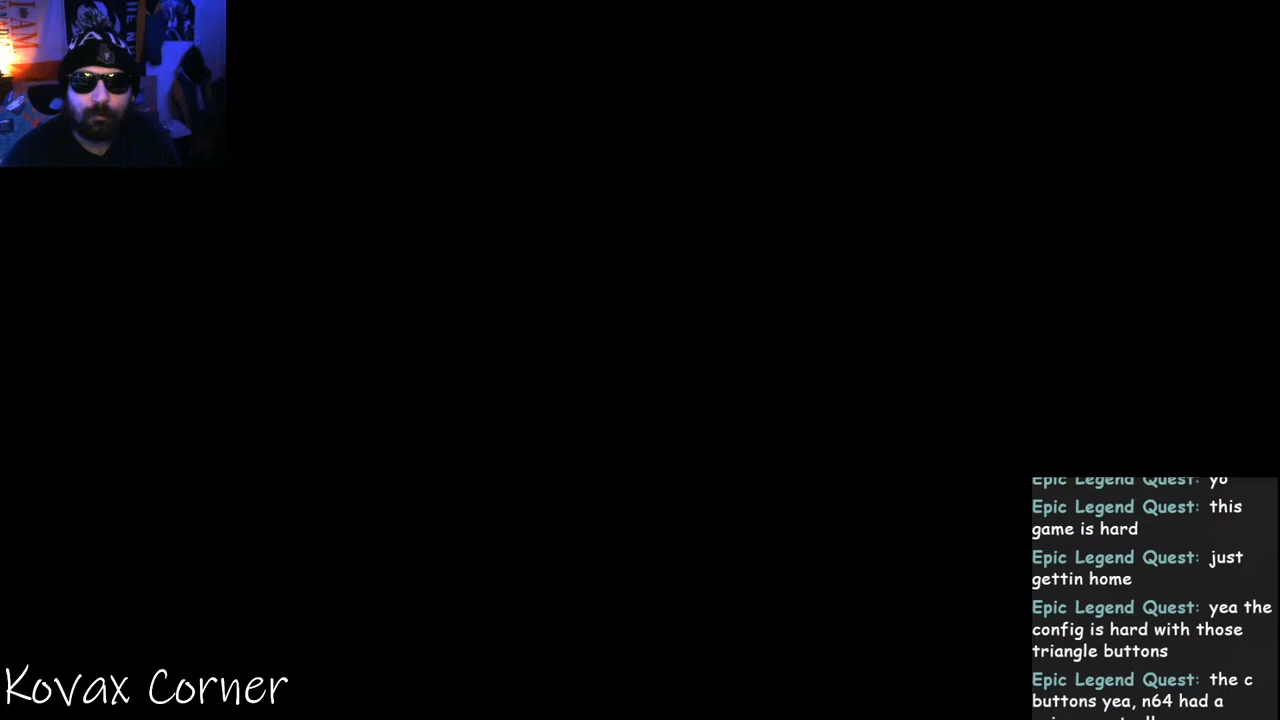 I AM
Epic Legend Quest: yo
Epic Legend Quest: this
game is hard
Epic Legend Quest: just
gettin home
Epic Legend Quest: yea the
config is hard with those
triangle buttons
Epic Legend Quest: the c
buttons yea, n64 had a
Kovax Corner